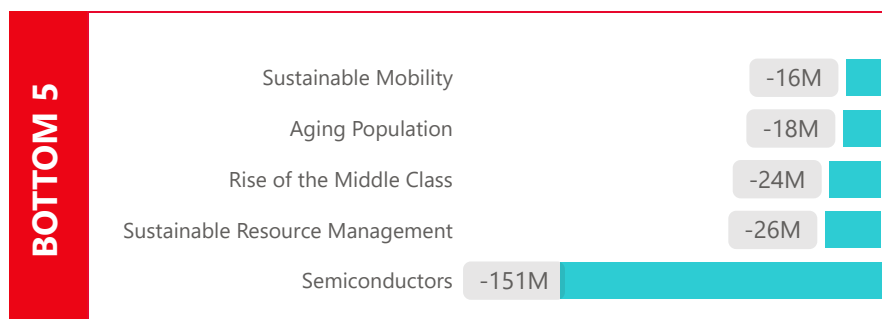 BOTTOM 5
Sustainable Mobility -16M
Aging Population -18M
Rise of the Middle Class -24M
Sustainable Resource Management -26M
Semiconductors -151M